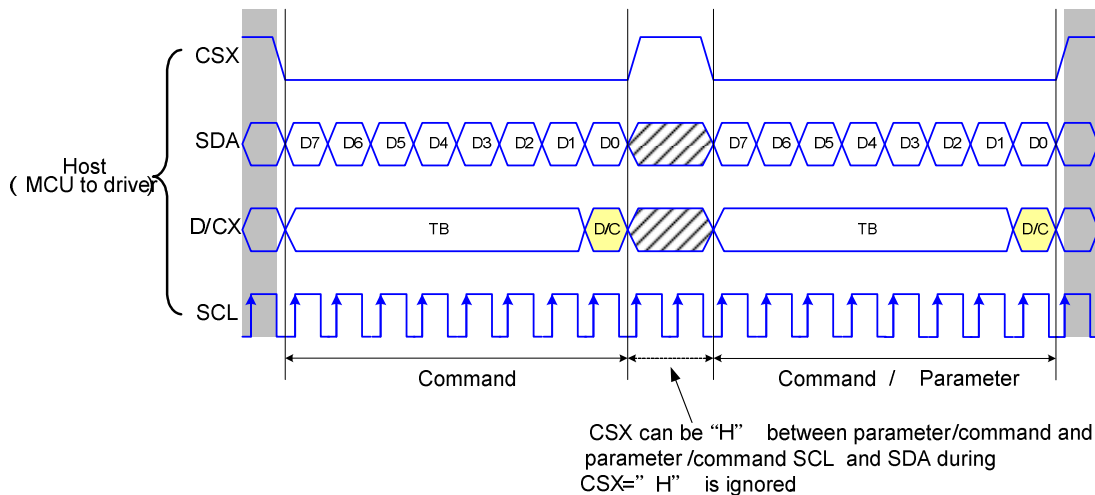 CSX
SDA D7 D6 D5 D4 D3 D2 D1 D0 D7 D6 D5 D4 D3 D2 D1 D0
Host
( MCU to driver)
D/CX TB D/C TB D/C
SCL
Command Command / Parameter
CSX can be “H” between parameter/command and
parameter /command SCL and SDA during
CSX=” H” is ignored